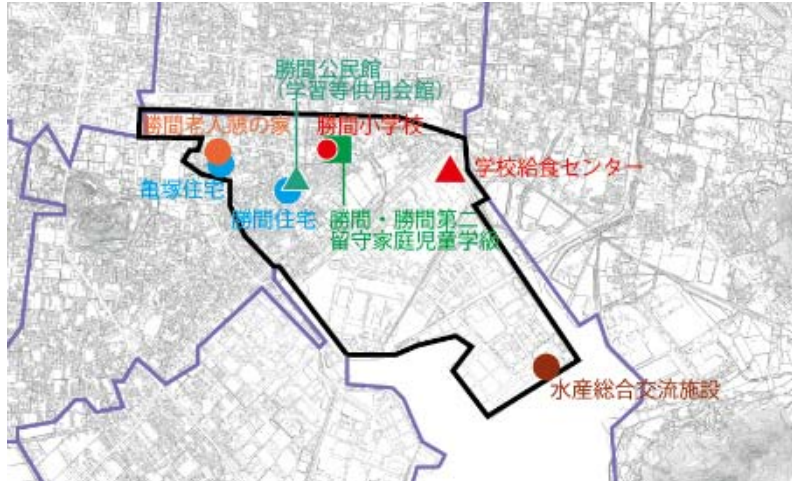 勝間公民館
(学習等供用会館)
勝間老人憩の家
勝間小学校
学校給食センター
亀塚住宅
勝間住宅
勝間・勝間第二
留守家庭児童学級
水産総合交流施設